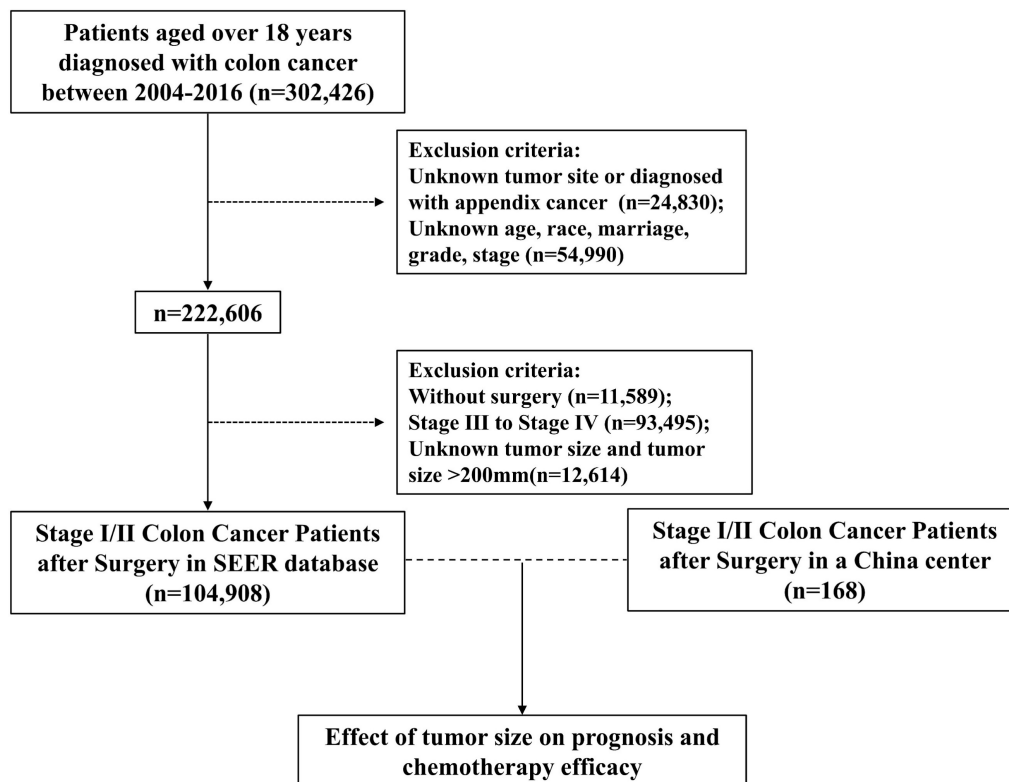 Patients aged over 18 years
diagnosed with colon cancer
between 2004-2016 (n=302,426)
Exclusion criteria:
Unknown tumor site or diagnosed
with appendix cancer (n=24,830);
Unknown age, race, marriage,
grade, stage (n=54,990)
n=222,606
Exclusion criteria:
Without surgery (n=11,589);
Stage III to Stage IV (n=93,495);
Unknown tumor size and tumor
size >200mm(n=12,614)
Stage I/II Colon Cancer Patients
after Surgery in SEER database
(n=104,908)
Stage I/II Colon Cancer Patients
after Surgery in a China center
(n=168)
Effect of tumor size on prognosis and
chemotherapy efficacy